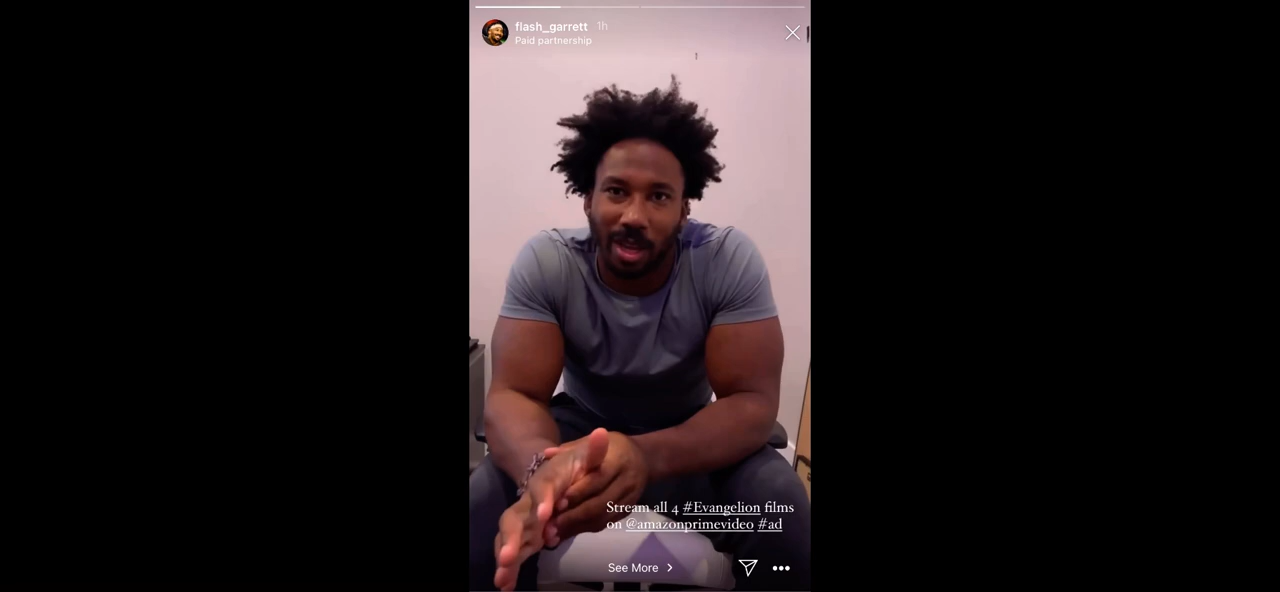 flash_garrett 1h
Paid partnership
Stream all 4 #Evangelion films
on @amazonprimevideo #ad
See More